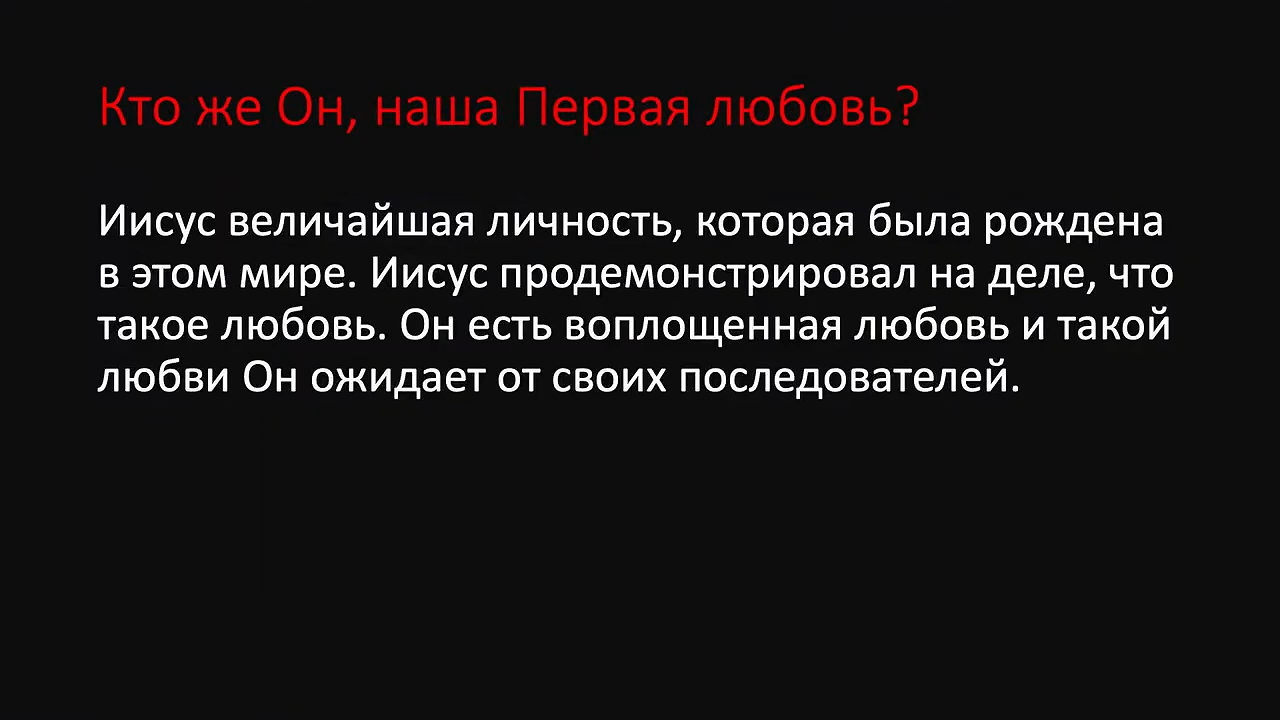 Кто же Он, наша Первая любовь?
Иисус величайшая личность, которая была рождена
в этом мире. Иисус продемонстрировал на деле, что
такое любовь. Он есть воплощенная любовь и такой
любви Он ожидает от своих последователей.